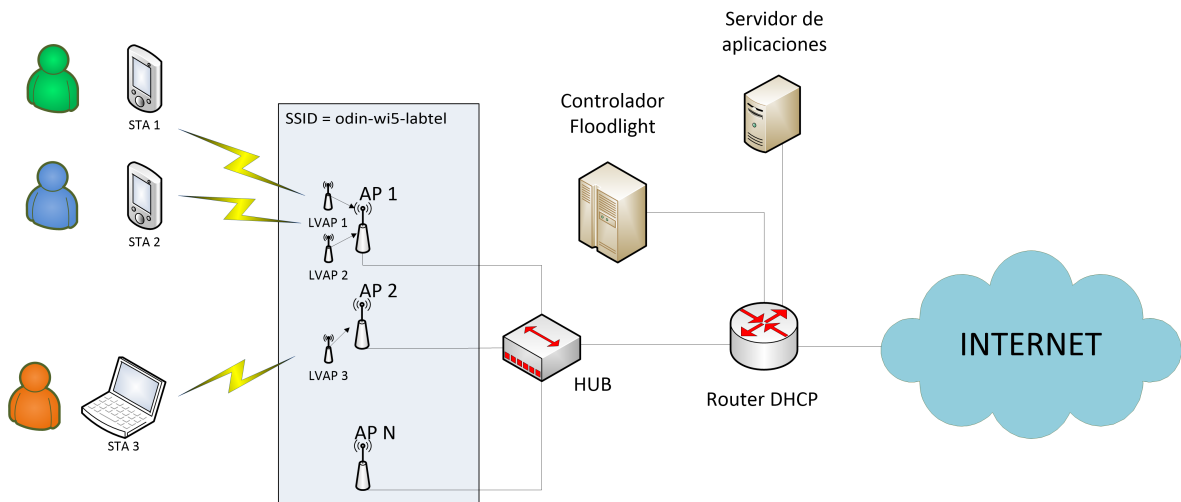 Servidor de
aplicaciones
Controlador
Floodlight
SSID = odin-wi5-labtel
STA 1
AP 1
LVAP 1
STA 2
LVAP 2
AP 2
LVAP 3
INTERNET
HUB
Router DHCP
AP N
STA 3